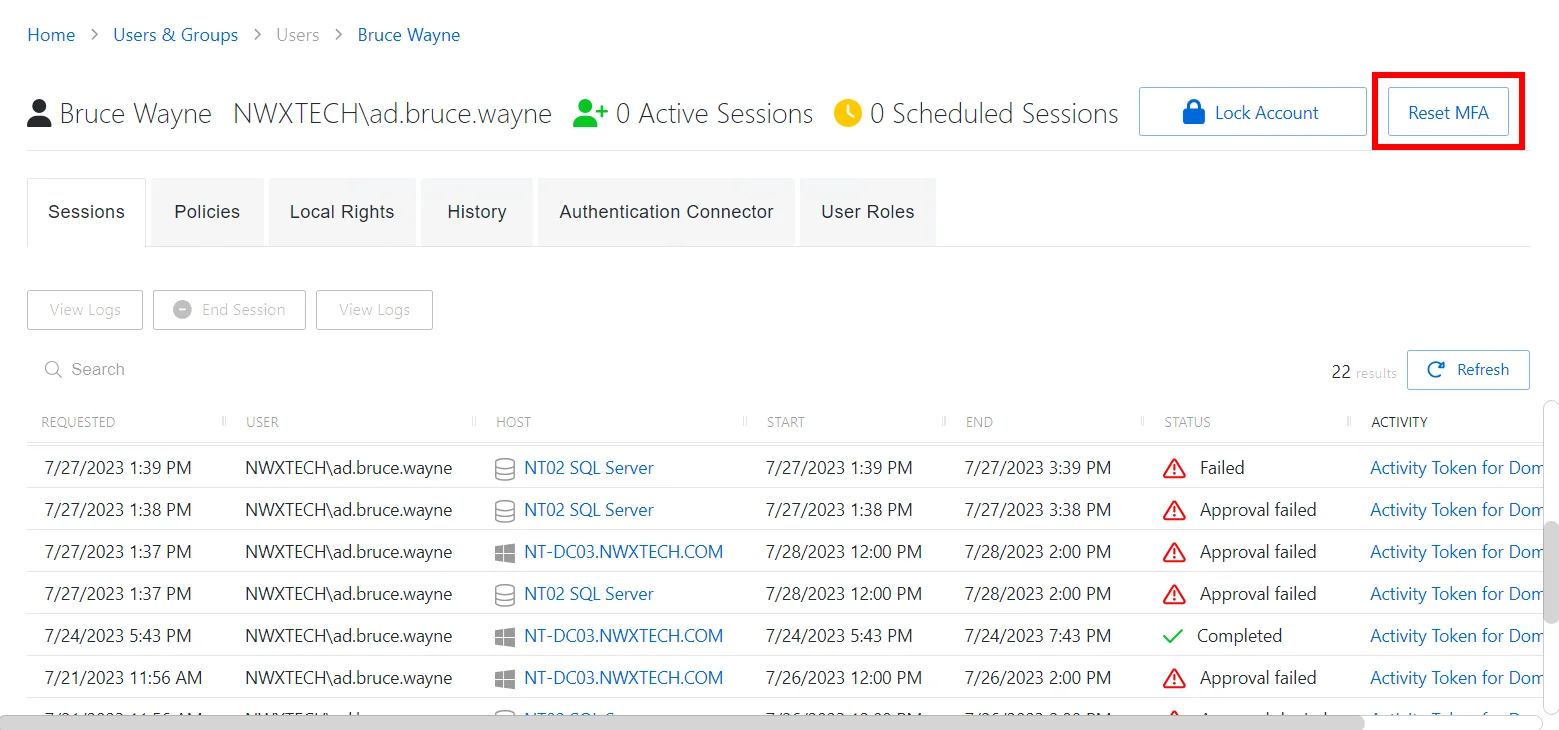 Home > Users & Groups > Users > Bruce Wayne
Bruce Wayne NWXTECH\ad.bruce.wayne 0 Active Sessions 0 Scheduled Sessions Lock Account Reset MFA
Sessions Policies Local Rights History Authentication Connector User Roles
View Logs End Session View Logs
Search 22 results Refresh
REQUESTED USER HOST START END STATUS ACTIVITY
7/27/2023 1:39 PM NWXTECH\ad.bruce.wayne NT02 SQL Server 7/27/2023 1:39 PM 7/27/2023 3:39 PM Failed Activity Token for Dom
7/27/2023 1:38 PM NWXTECH\ad.bruce.wayne NT02 SQL Server 7/27/2023 1:38 PM 7/27/2023 3:38 PM Approval failed Activity Token for Dom
7/27/2023 1:37 PM NWXTECH\ad.bruce.wayne NT-DC03.NWXTECH.COM 7/28/2023 12:00 PM 7/28/2023 2:00 PM Approval failed Activity Token for Dom
7/27/2023 1:37 PM NWXTECH\ad.bruce.wayne NT02 SQL Server 7/28/2023 12:00 PM 7/28/2023 2:00 PM Approval failed Activity Token for Dom
7/24/2023 5:43 PM NWXTECH\ad.bruce.wayne NT-DC03.NWXTECH.COM 7/24/2023 5:43 PM 7/24/2023 7:43 PM Completed Activity Token for Dom
7/21/2023 11:56 AM NWXTECH\ad.bruce.wayne NT-DC03.NWXTECH.COM 7/26/2023 12:00 PM 7/26/2023 2:00 PM Approval failed Activity Token for Dom